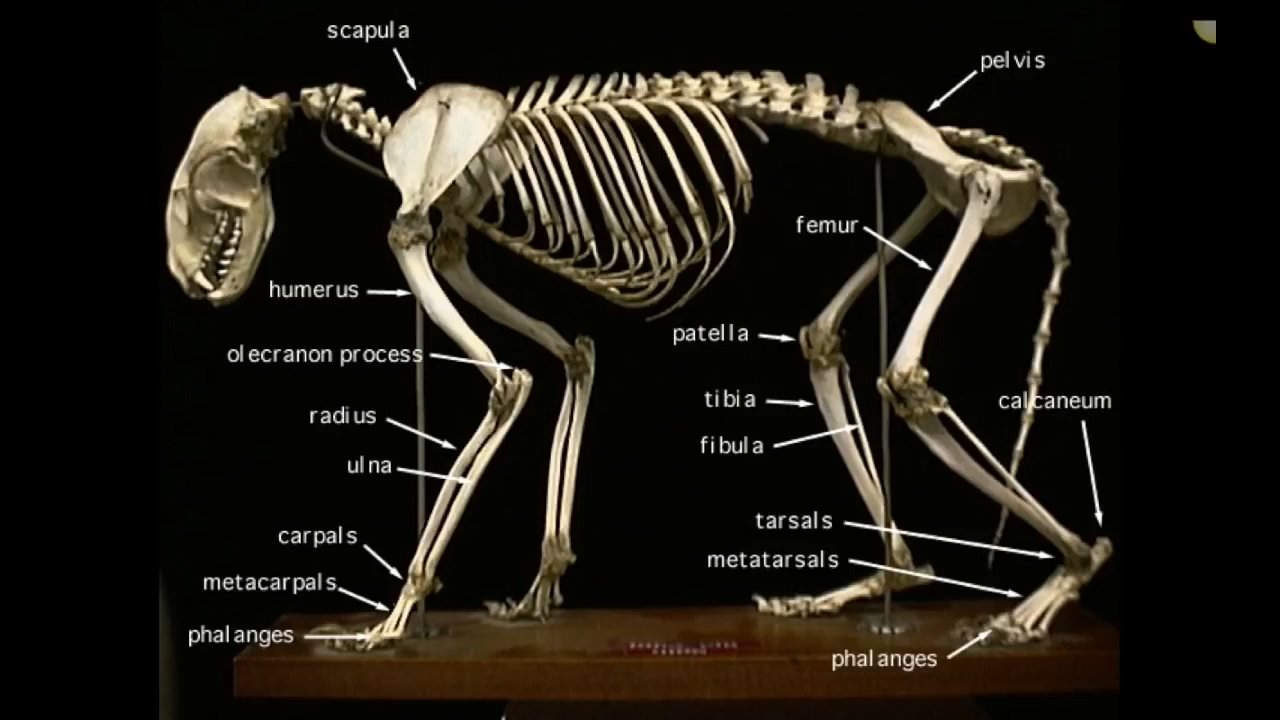 scapula
pelvis
femur
humerus
patella
olecranon process
tibia
calcaneum
radius
fibula
ulna
tarsals
carpals
metatarsals
metacarpals
phalanges
phalanges